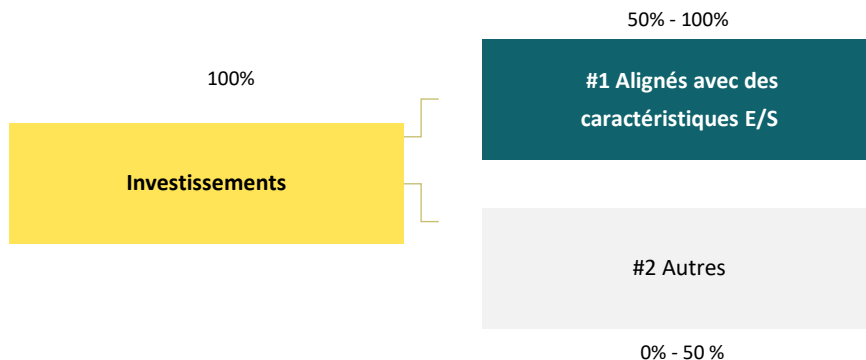 100%
Investissements
50% - 100%
#1 Alignés avec des
caractéristiques E/S
#2 Autres
0% - 50 %